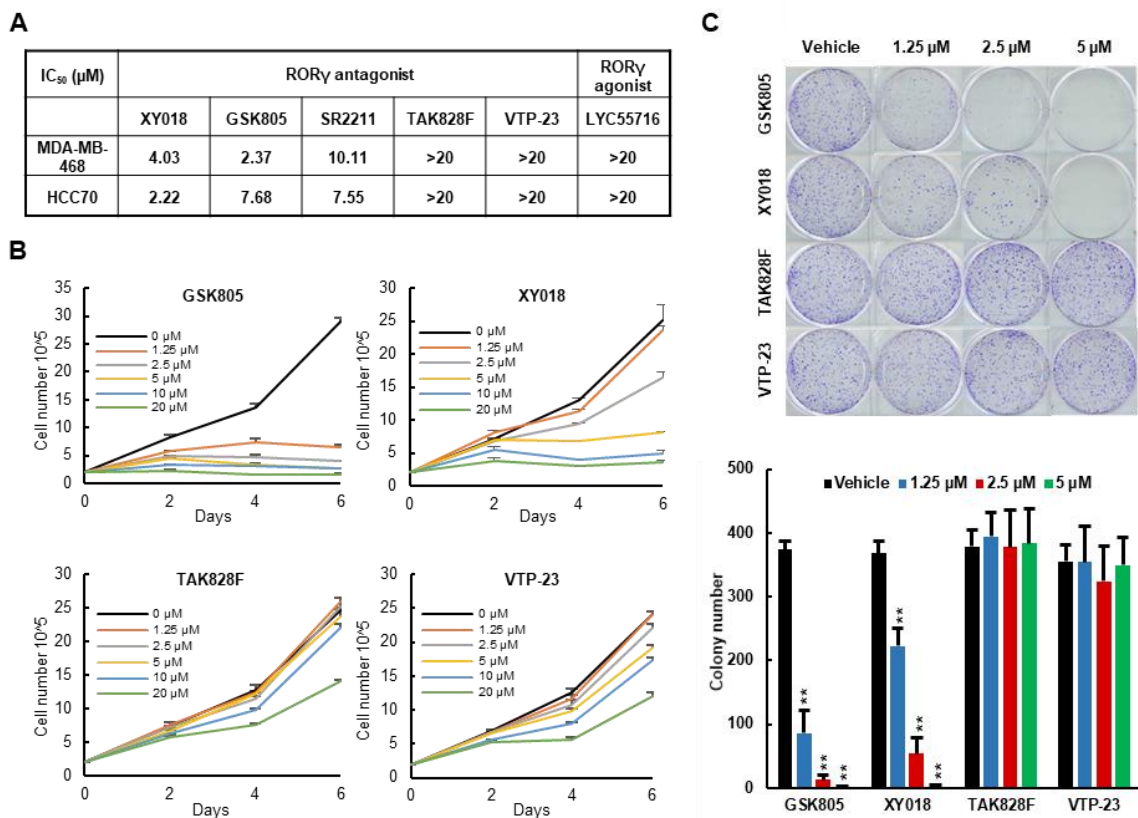 A
IC50 (µM) RORγ antagonist RORγ agonist
XY018 GSK805 SR2211 TAK828F VTP-23 LYC55716
MDA-MB-468 4.03 2.37 10.11 >20 >20 >20
HCC70 2.22 7.68 7.55 >20 >20 >20
B
GSK805
Cell number 10^5
35
30
25
20
15
10
5
0
0 µM
1.25 µM
2.5 µM
5 µM
10 µM
20 µM
0 2 4 6
Days
XY018
Cell number 10^5
30
25
20
15
10
5
0
0 µM
1.25 µM
2.5 µM
5 µM
10 µM
20 µM
0 2 4 6
Days
TAK828F
Cell number 10^5
30
25
20
15
10
5
0
0 µM
1.25 µM
2.5 µM
5 µM
10 µM
20 µM
0 2 4 6
Days
VTP-23
Cell number 10^5
30
25
20
15
10
5
0
0 µM
1.25 µM
2.5 µM
5 µM
10 µM
20 µM
0 2 4 6
Days
C
Vehicle 1.25 µM 2.5 µM 5 µM
GSK805
XY018
TAK828F
VTP-23
Colony number
500
400
300
200
100
0
Vehicle 1.25 µM 2.5 µM 5 µM
** ** ** ** ** **
GSK805 XY018 TAK828F VTP-23